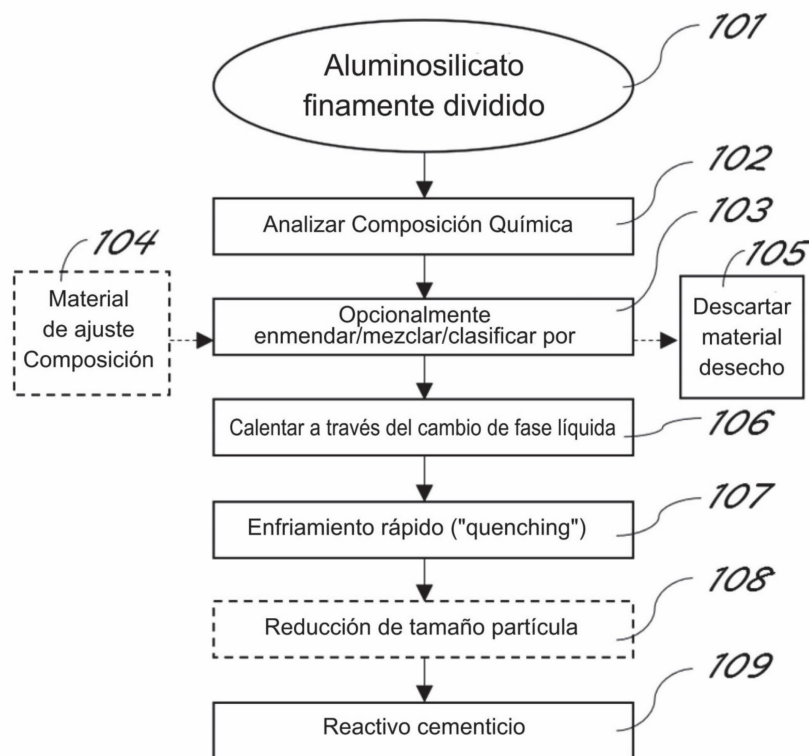 101
Aluminosilicato
finamente dividido
102
Analizar Composición Química
103
104
Material
de ajuste
Composición
Opcionalmente
enmendar/mezclar/clasificar por
105
Descartar
material
desecho
Calentar a través del cambio de fase líquida
106
Enfriamiento rápido ("quenching")
107
Reducción de tamaño partícula
108
Reactivo cementicio
109